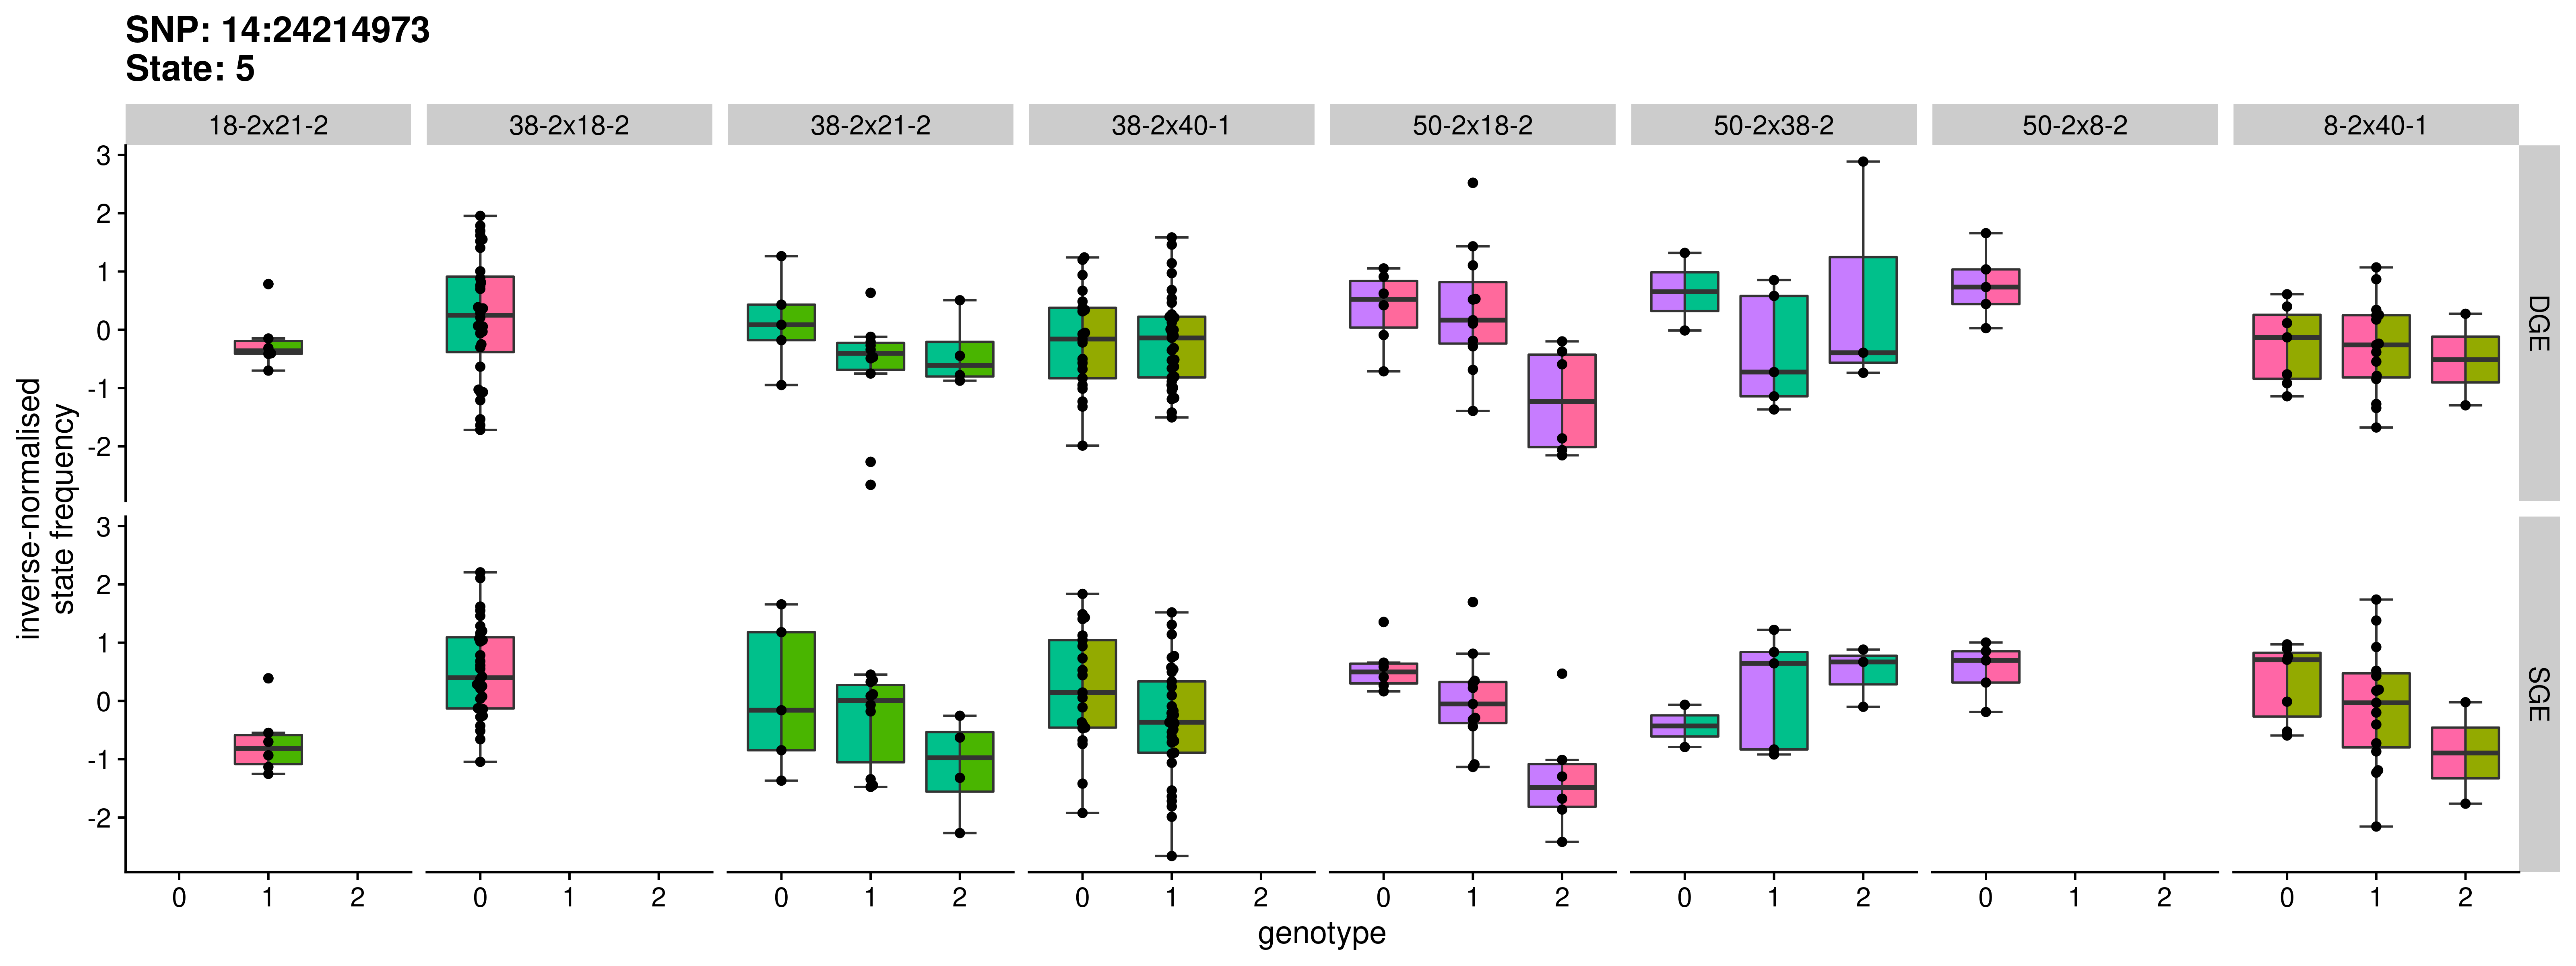 SNP: 14:24214973
State: 5
18-2x21-2 38-2x18-2 38-2x21-2 38-2x40-1 50-2x18-2 50-2x38-2 50-2x8-2 8-2x40-1
3
2
1
0
-1
-2
DGE
3
2
1
0
-1
-2
SGE
inverse-normalised
state frequency
0 1 2 0 1 2 0 1 2 0 1 2 0 1 2 0 1 2 0 1 2 0 1 2
genotype